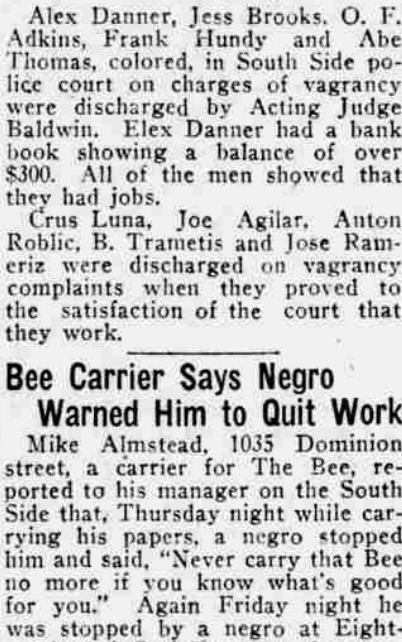 Alex Danner, Jess Brooks, O. F.
Adkins, Frank Hundy and Abe
Thomas, colored, in South Side po-
lice court on charges of vagrancy
were discharged by Acting Judge
Baldwin. Elex Danner had a bank
book showing a balance of over
$300. All of the men showed that
they had jobs.
Crus Luna, Joe Agilar, Anton
Roblic, B. Trametis and Jose Ram-
eriz were discharged on vagrancy
complaints when they proved to
the satisfaction of the court that
they work.
Bee Carrier Says Negro
Warned Him to Quit Work
Mike Almstead, 1035 Dominion
street, a carrier for The Bee, re-
ported to his manager on the South
Side that, Thursday night while car-
rying his papers, a negro stopped
him and said, "Never carry that Bee
no more if you know what's good
for you." Again Friday night he
was stopped by a negro at Eight-